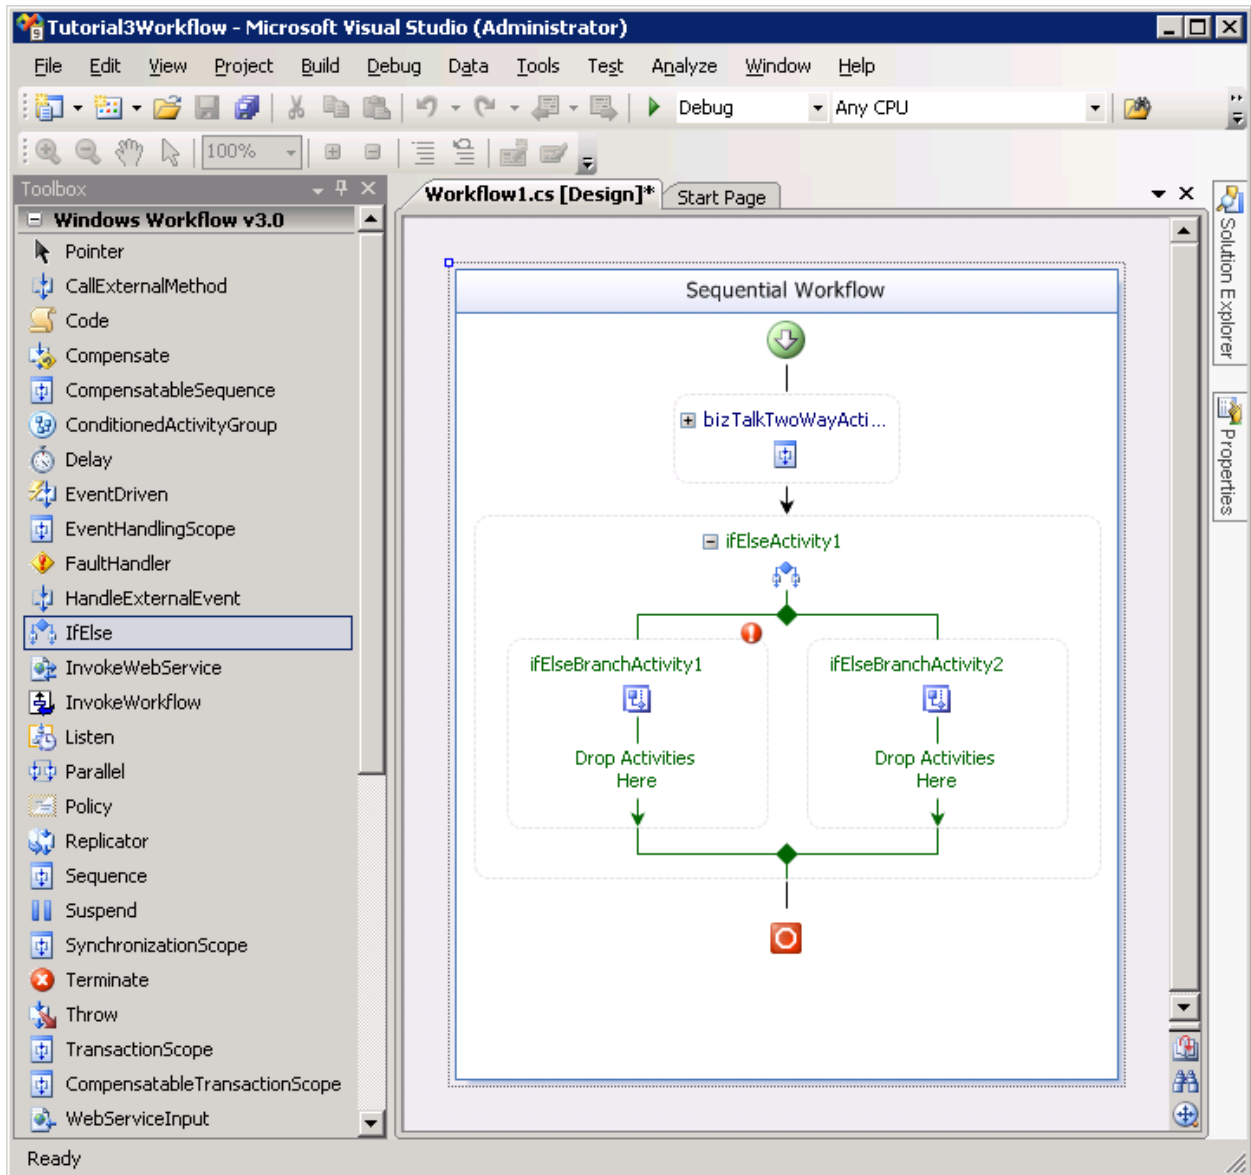 Tutorial3Workflow - Microsoft Visual Studio (Administrator)
File Edit View Project Build Debug Data Tools Test Analyze Window Help
Debug Any CPU
100%
Toolbox
Windows Workflow v3.0
Pointer
CallExternalMethod
Code
Compensate
CompensatableSequence
ConditionedActivityGroup
Delay
EventDriven
EventHandlingScope
FaultHandler
HandleExternalEvent
IfElse
InvokeWebService
InvokeWorkflow
Listen
Parallel
Policy
Replicator
Sequence
Suspend
SynchronizationScope
Terminate
Throw
TransactionScope
CompensatableTransactionScope
WebServiceInput
Workflow1.cs [Design]* Start Page
Sequential Workflow
bizTalkTwoWayActi...
ifElseActivity1
ifElseBranchActivity1
Drop Activities
Here
ifElseBranchActivity2
Drop Activities
Here
Solution Explorer
Properties
Ready